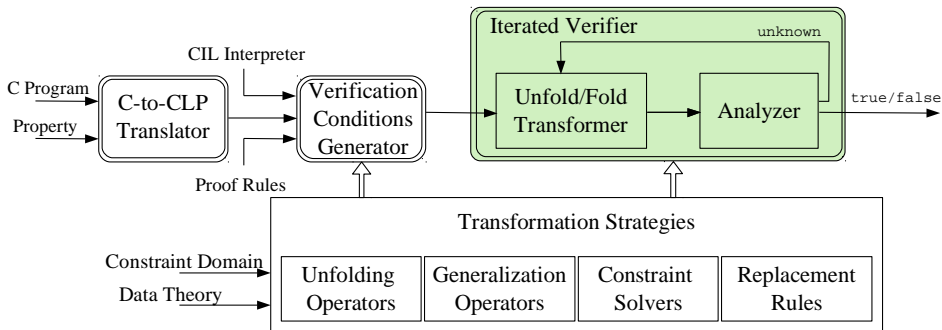 Iterated Verifier
unknown
CIL Interpreter
C Program
Property
C-to-CLP
Translator
Verification
Conditions
Generator
Unfold/Fold
Transformer
Analyzer
true/false
Proof Rules
Transformation Strategies
Constraint Domain
Data Theory
Unfolding
Operators
Generalization
Operators
Constraint
Solvers
Replacement
Rules